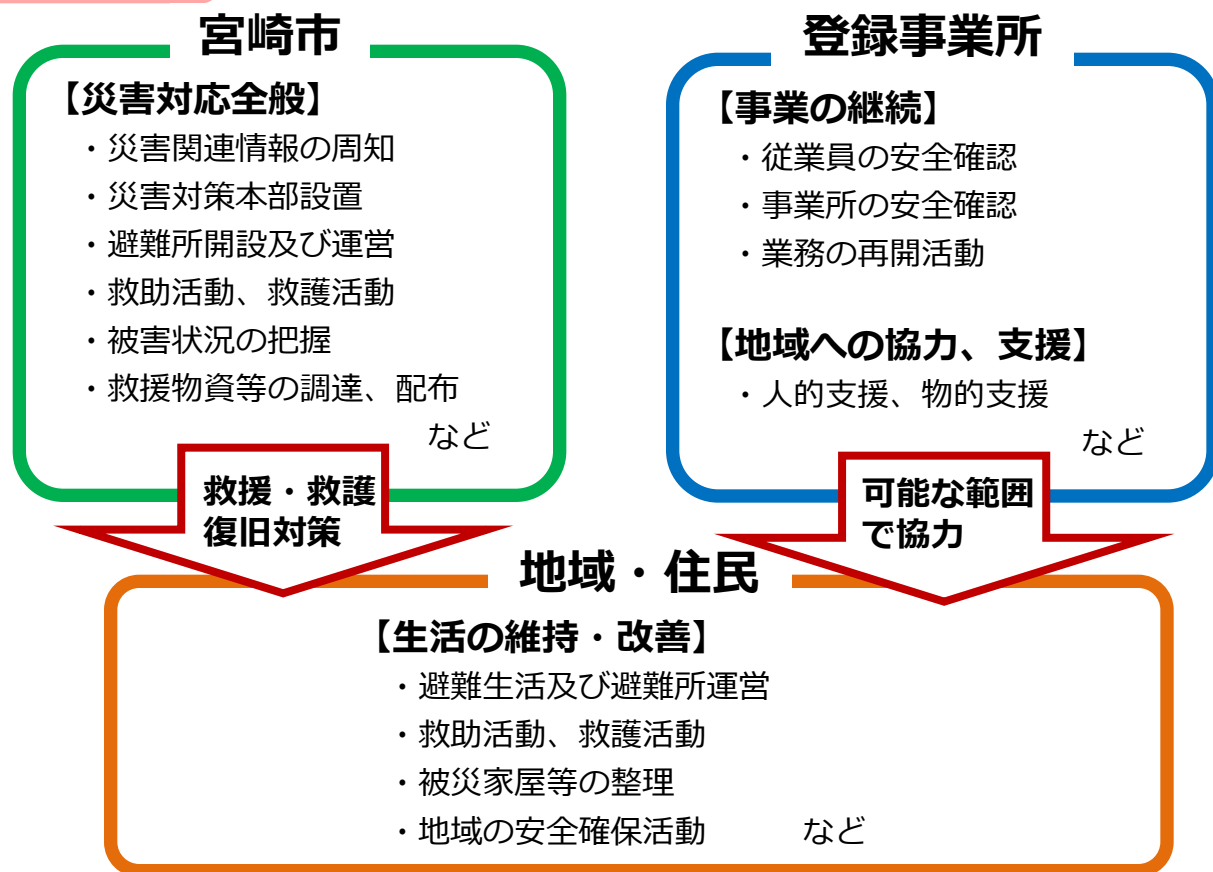 宮崎市
【災害対応全般】
・災害関連情報の周知
・災害対策本部設置
・避難所開設及び運営
・救助活動、救護活動
・被害状況の把握
・救援物資等の調達、配布
など
救援・救護
復旧対策
登録事業所
【事業の継続】
・従業員の安全確認
・事業所の安全確認
・業務の再開活動
【地域への協力、支援】
・人的支援、物的支援
など
可能な範囲
で協力
地域・住民
【生活の維持・改善】
・避難生活及び避難所運営
・救助活動、救護活動
・被災家屋等の整理
・地域の安全確保活動 など